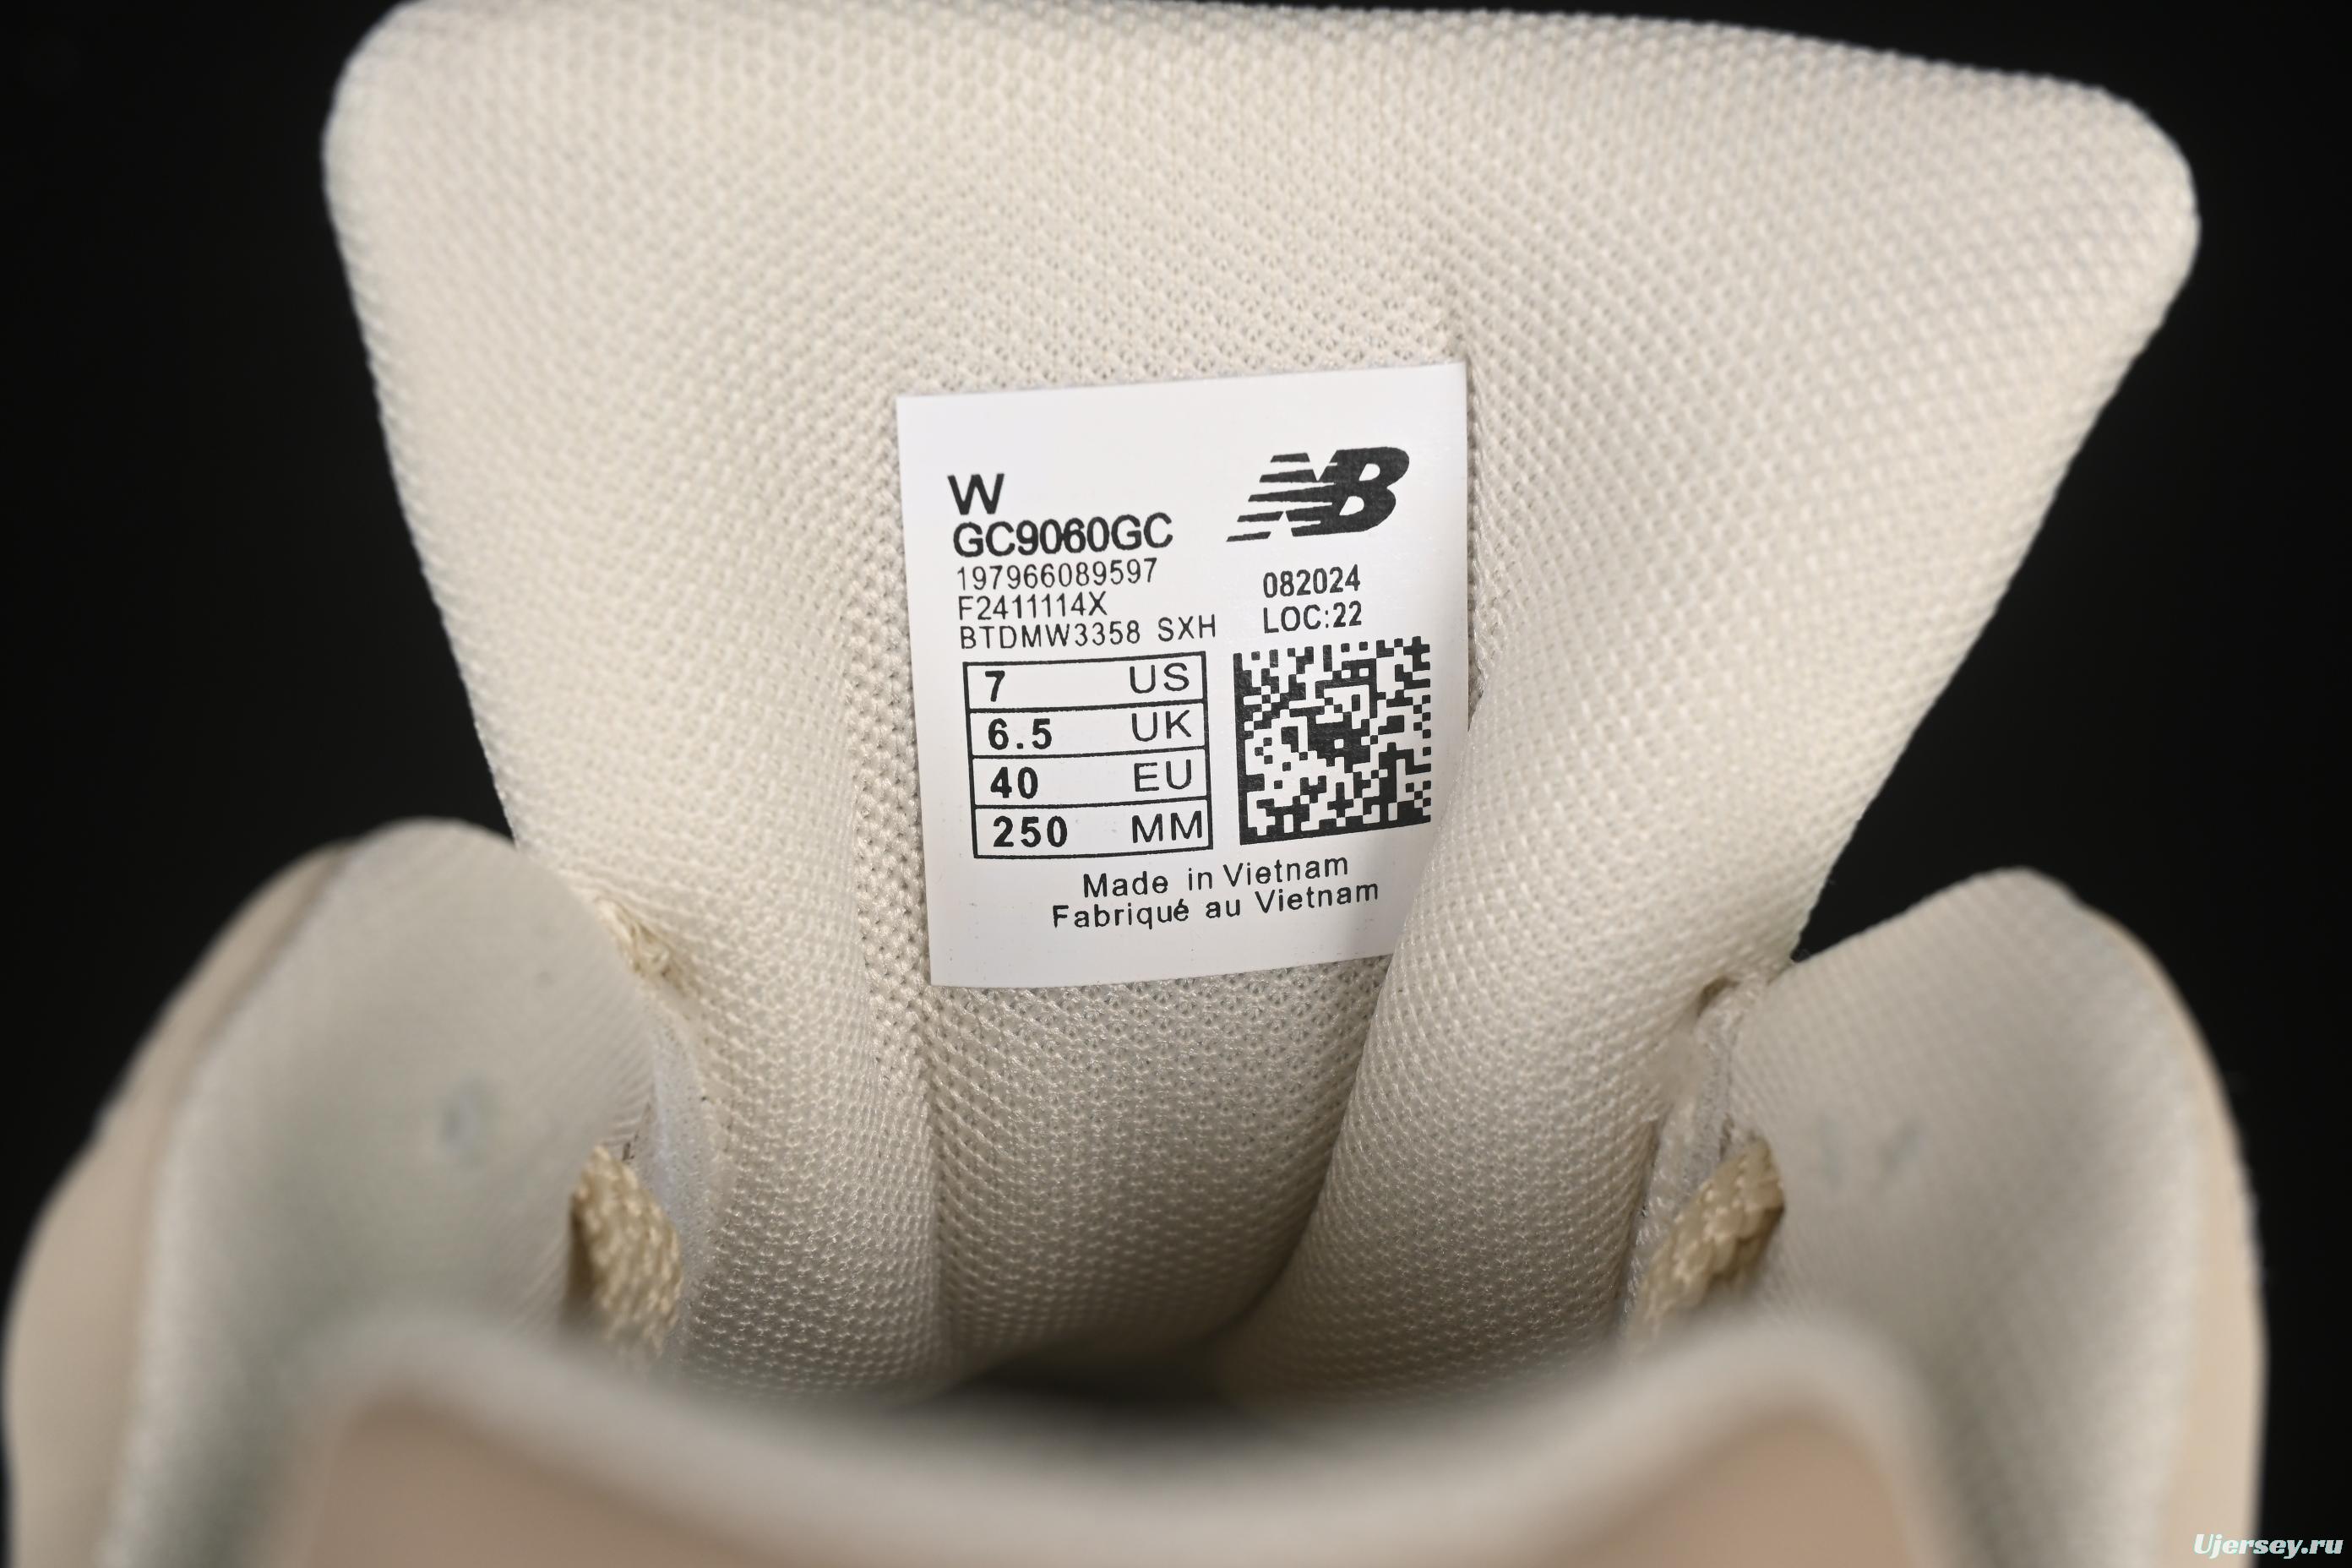 W
NB
GC9060GC
197966089597
F2411114X
BTDMW3358 SXH
082024
LOC:22
7 US
6.5 UK
40 EU
250 MM
Made in Vietnam
Fabriqué au Vietnam
Ujersey.ru